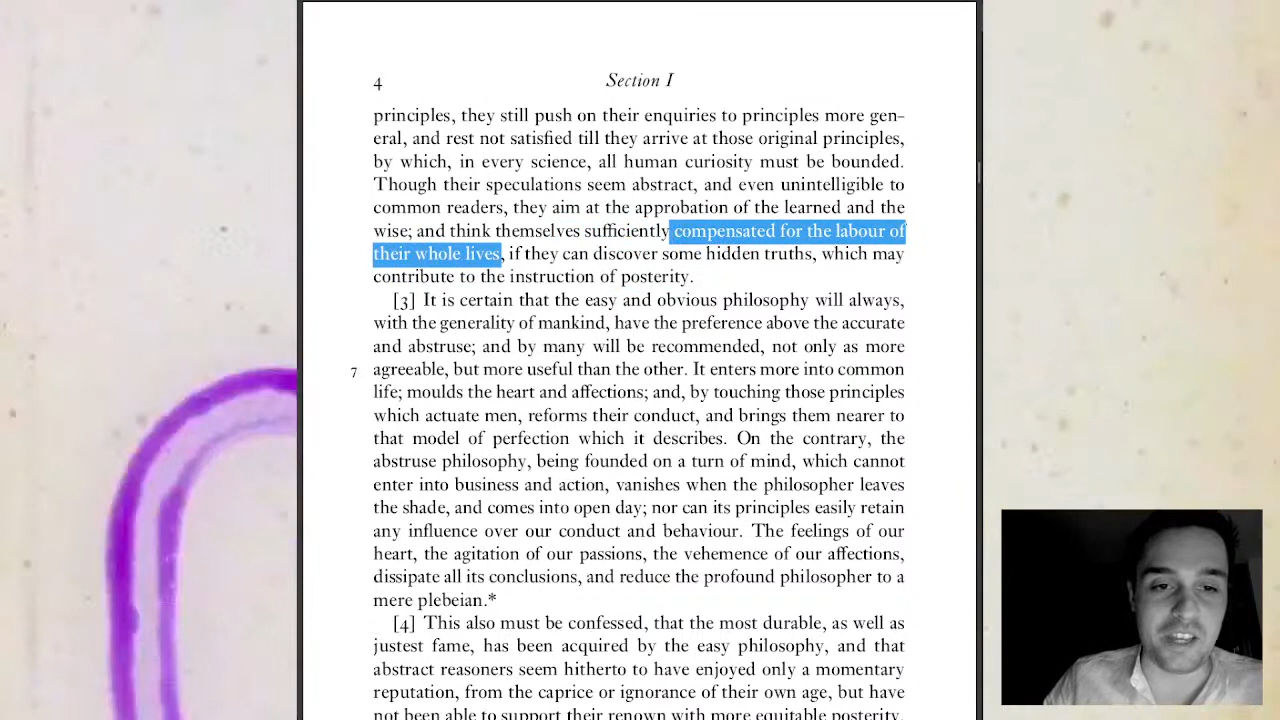 4
Section I
principles, they still push on their enquiries to principles more gen-
eral, and rest not satisfied till they arrive at those original principles,
by which, in every science, all human curiosity must be bounded.
Though their speculations seem abstract, and even unintelligible to
common readers, they aim at the approbation of the learned and the
wise; and think themselves sufficiently compensated for the labour of
their whole lives, if they can discover some hidden truths, which may
contribute to the instruction of posterity.
[3] It is certain that the easy and obvious philosophy will always,
with the generality of mankind, have the preference above the accurate
and abstruse; and by many will be recommended, not only as more
7 agreeable, but more useful than the other. It enters more into common
life; moulds the heart and affections; and, by touching those principles
which actuate men, reforms their conduct, and brings them nearer to
that model of perfection which it describes. On the contrary, the
abstruse philosophy, being founded on a turn of mind, which cannot
enter into business and action, vanishes when the philosopher leaves
the shade, and comes into open day; nor can its principles easily retain
any influence over our conduct and behaviour. The feelings of our
heart, the agitation of our passions, the vehemence of our affections,
dissipate all its conclusions, and reduce the profound philosopher to a
mere plebeian.*
[4] This also must be confessed, that the most durable, as well as
justest fame, has been acquired by the easy philosophy, and that
abstract reasoners seem hitherto to have enjoyed only a momentary
reputation, from the caprice or ignorance of their own age, but have
not been able to support their renown with more equitable posterity.